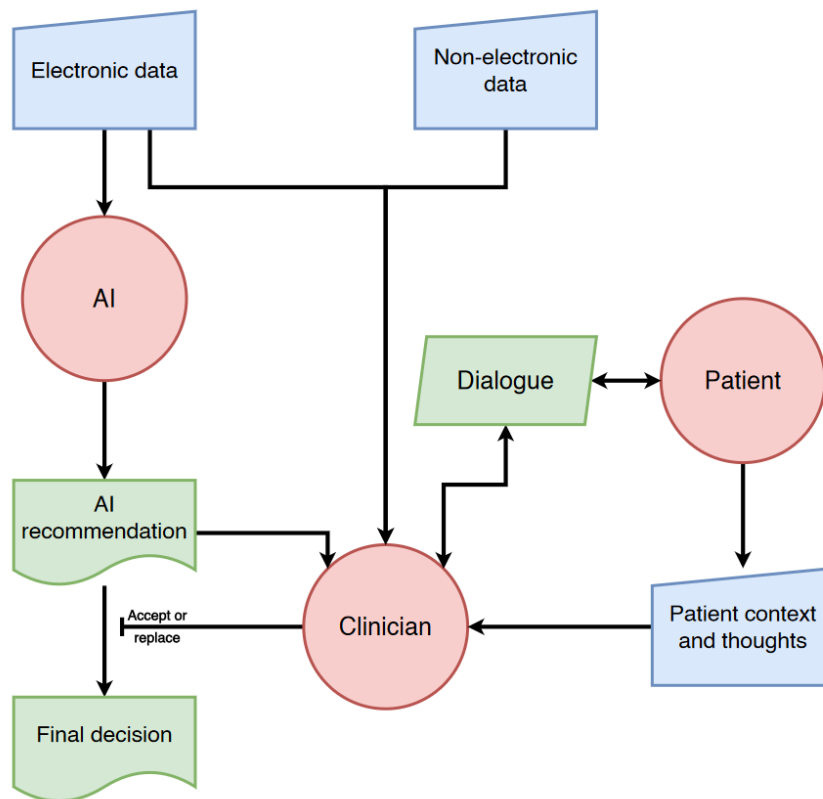 Electronic data
Non-electronic
data
AI
Dialogue
Patient
AI
recommendation
Accept or
replace
Clinician
Patient context
and thoughts
Final decision